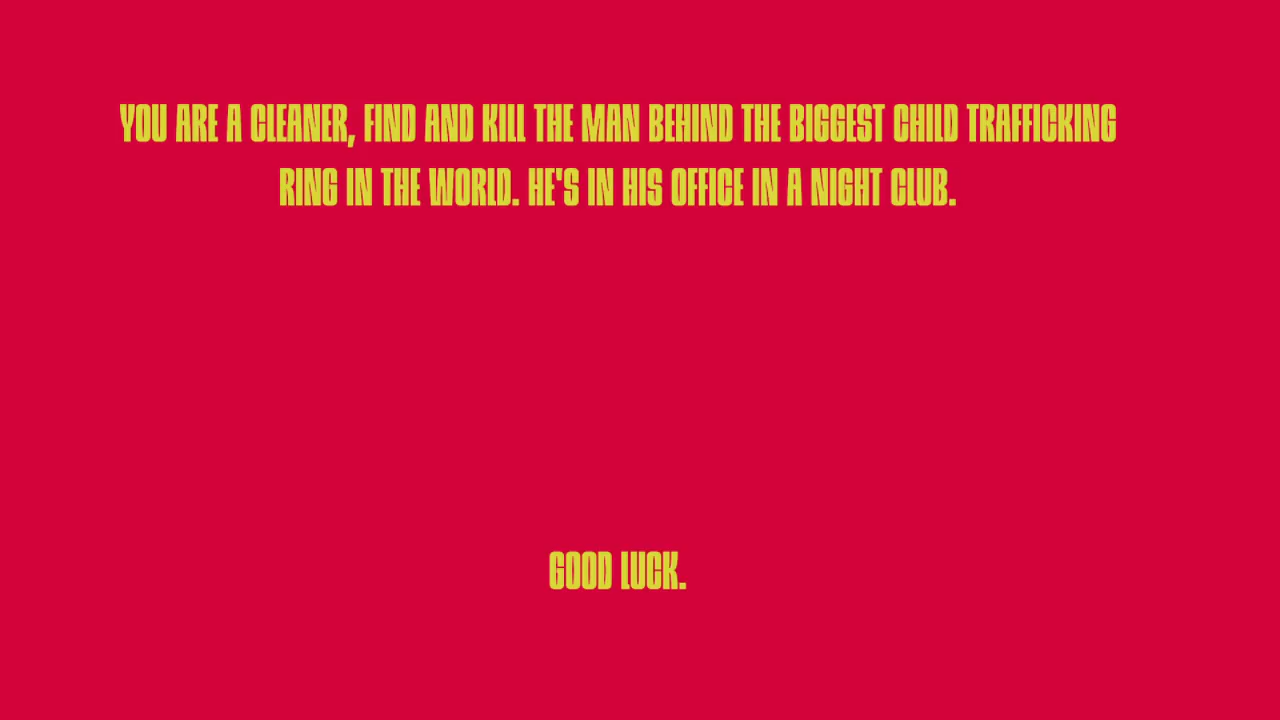 YOU ARE A CLEANER, FIND AND KILL THE MAN BEHIND THE BIGGEST CHILD TRAFFICKING
RING IN THE WORLD. HE'S IN HIS OFFICE IN A NIGHT CLUB.
GOOD LUCK.